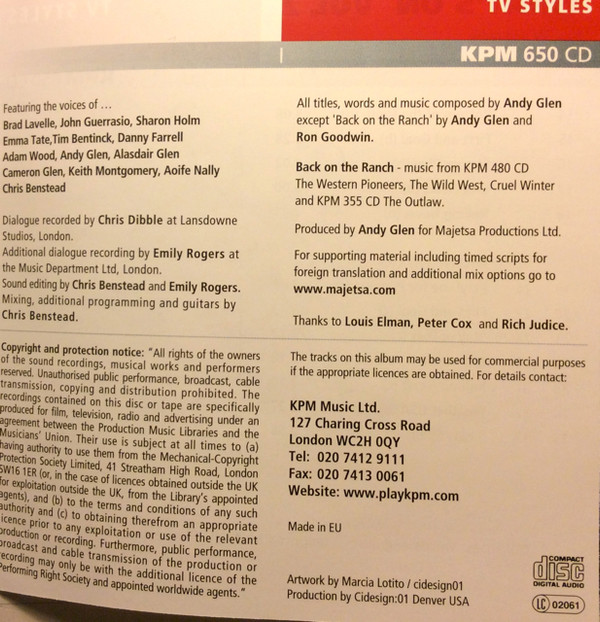 TV STYLES
KPM 650 CD
Featuring the voices of ...
Brad Lavelle, John Guerrasio, Sharon Holm
Emma Tate,Tim Bentinck, Danny Farrell
Adam Wood, Andy Glen, Alasdair Glen
Cameron Glen, Keith Montgomery, Aoife Nally
Chris Benstead
Dialogue recorded by Chris Dibble at Lansdowne
Studios, London.
Additional dialogue recording by Emily Rogers at
the Music Department Ltd, London.
Sound editing by Chris Benstead and Emily Rogers.
Mixing, additional programming and guitars by
Chris Benstead.
Copyright and protection notice: "All rights of the owners
of the sound recordings, musical works and performers
reserved. Unauthorised public performance, broadcast, cable
transmission, copying and distribution prohibited. The
recordings contained on this disc or tape are specifically
produced for film, television, radio and advertising under an
agreement between the Production Music Libraries and the
Musicians' Union. Their use is subject at all times to (a)
having authority to use them from the Mechanical-Copyright
Protection Society Limited, 41 Streatham High Road, London
SW16 1ER (or, in the case of licences obtained outside the UK
for exploitation outside the UK, from the Library's appointed
agents), and (b) to the terms and conditions of any such
authority and (c) to obtaining therefrom an appropriate
licence prior to any exploitation or use of the relevant
production or recording. Furthermore, public performance,
broadcast and cable transmission of the production or
recording may only be with the additional licence of the
Performing Right Society and appointed worldwide agents."
All titles, words and music composed by Andy Glen
except 'Back on the Ranch' by Andy Glen and
Ron Goodwin.
Back on the Ranch - music from KPM 480 CD
The Western Pioneers, The Wild West, Cruel Winter
and KPM 355 CD The Outlaw.
Produced by Andy Glen for Majetsa Productions Ltd.
For supporting material including timed scripts for
foreign translation and additional mix options go to
www.majetsa.com
Thanks to Louis Elman, Peter Cox and Rich Judice.
The tracks on this album may be used for commercial purposes
if the appropriate licences are obtained. For details contact:
KPM Music Ltd.
127 Charing Cross Road
London WC2H 0QY
Tel: 020 7412 9111
Fax: 020 7413 0061
Website: www.playkpm.com
Made in EU
Artwork by Marcia Lotito / cidesign01
Production by Cidesign:01 Denver USA
COMPACT
disc
DIGITAL AUDIO
LC 02061